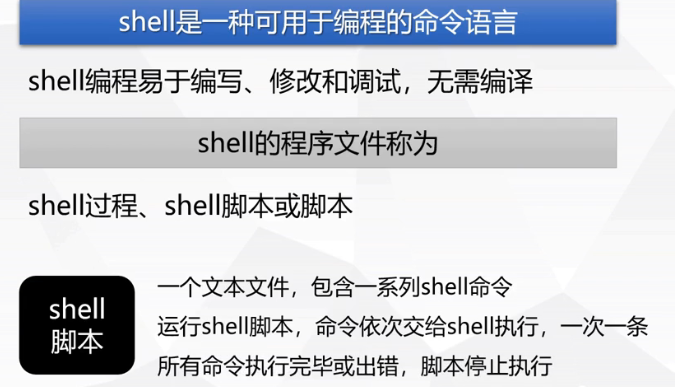 shell是一种可用于编程的命令语言
shell编程易于编写、修改和调试，无需编译
shell的程序文件称为
shell过程、shell脚本或脚本
shell
脚本
一个文本文件，包含一系列shell命令
运行shell脚本，命令依次交给shell执行，一次一条
所有命令执行完毕或出错，脚本停止执行